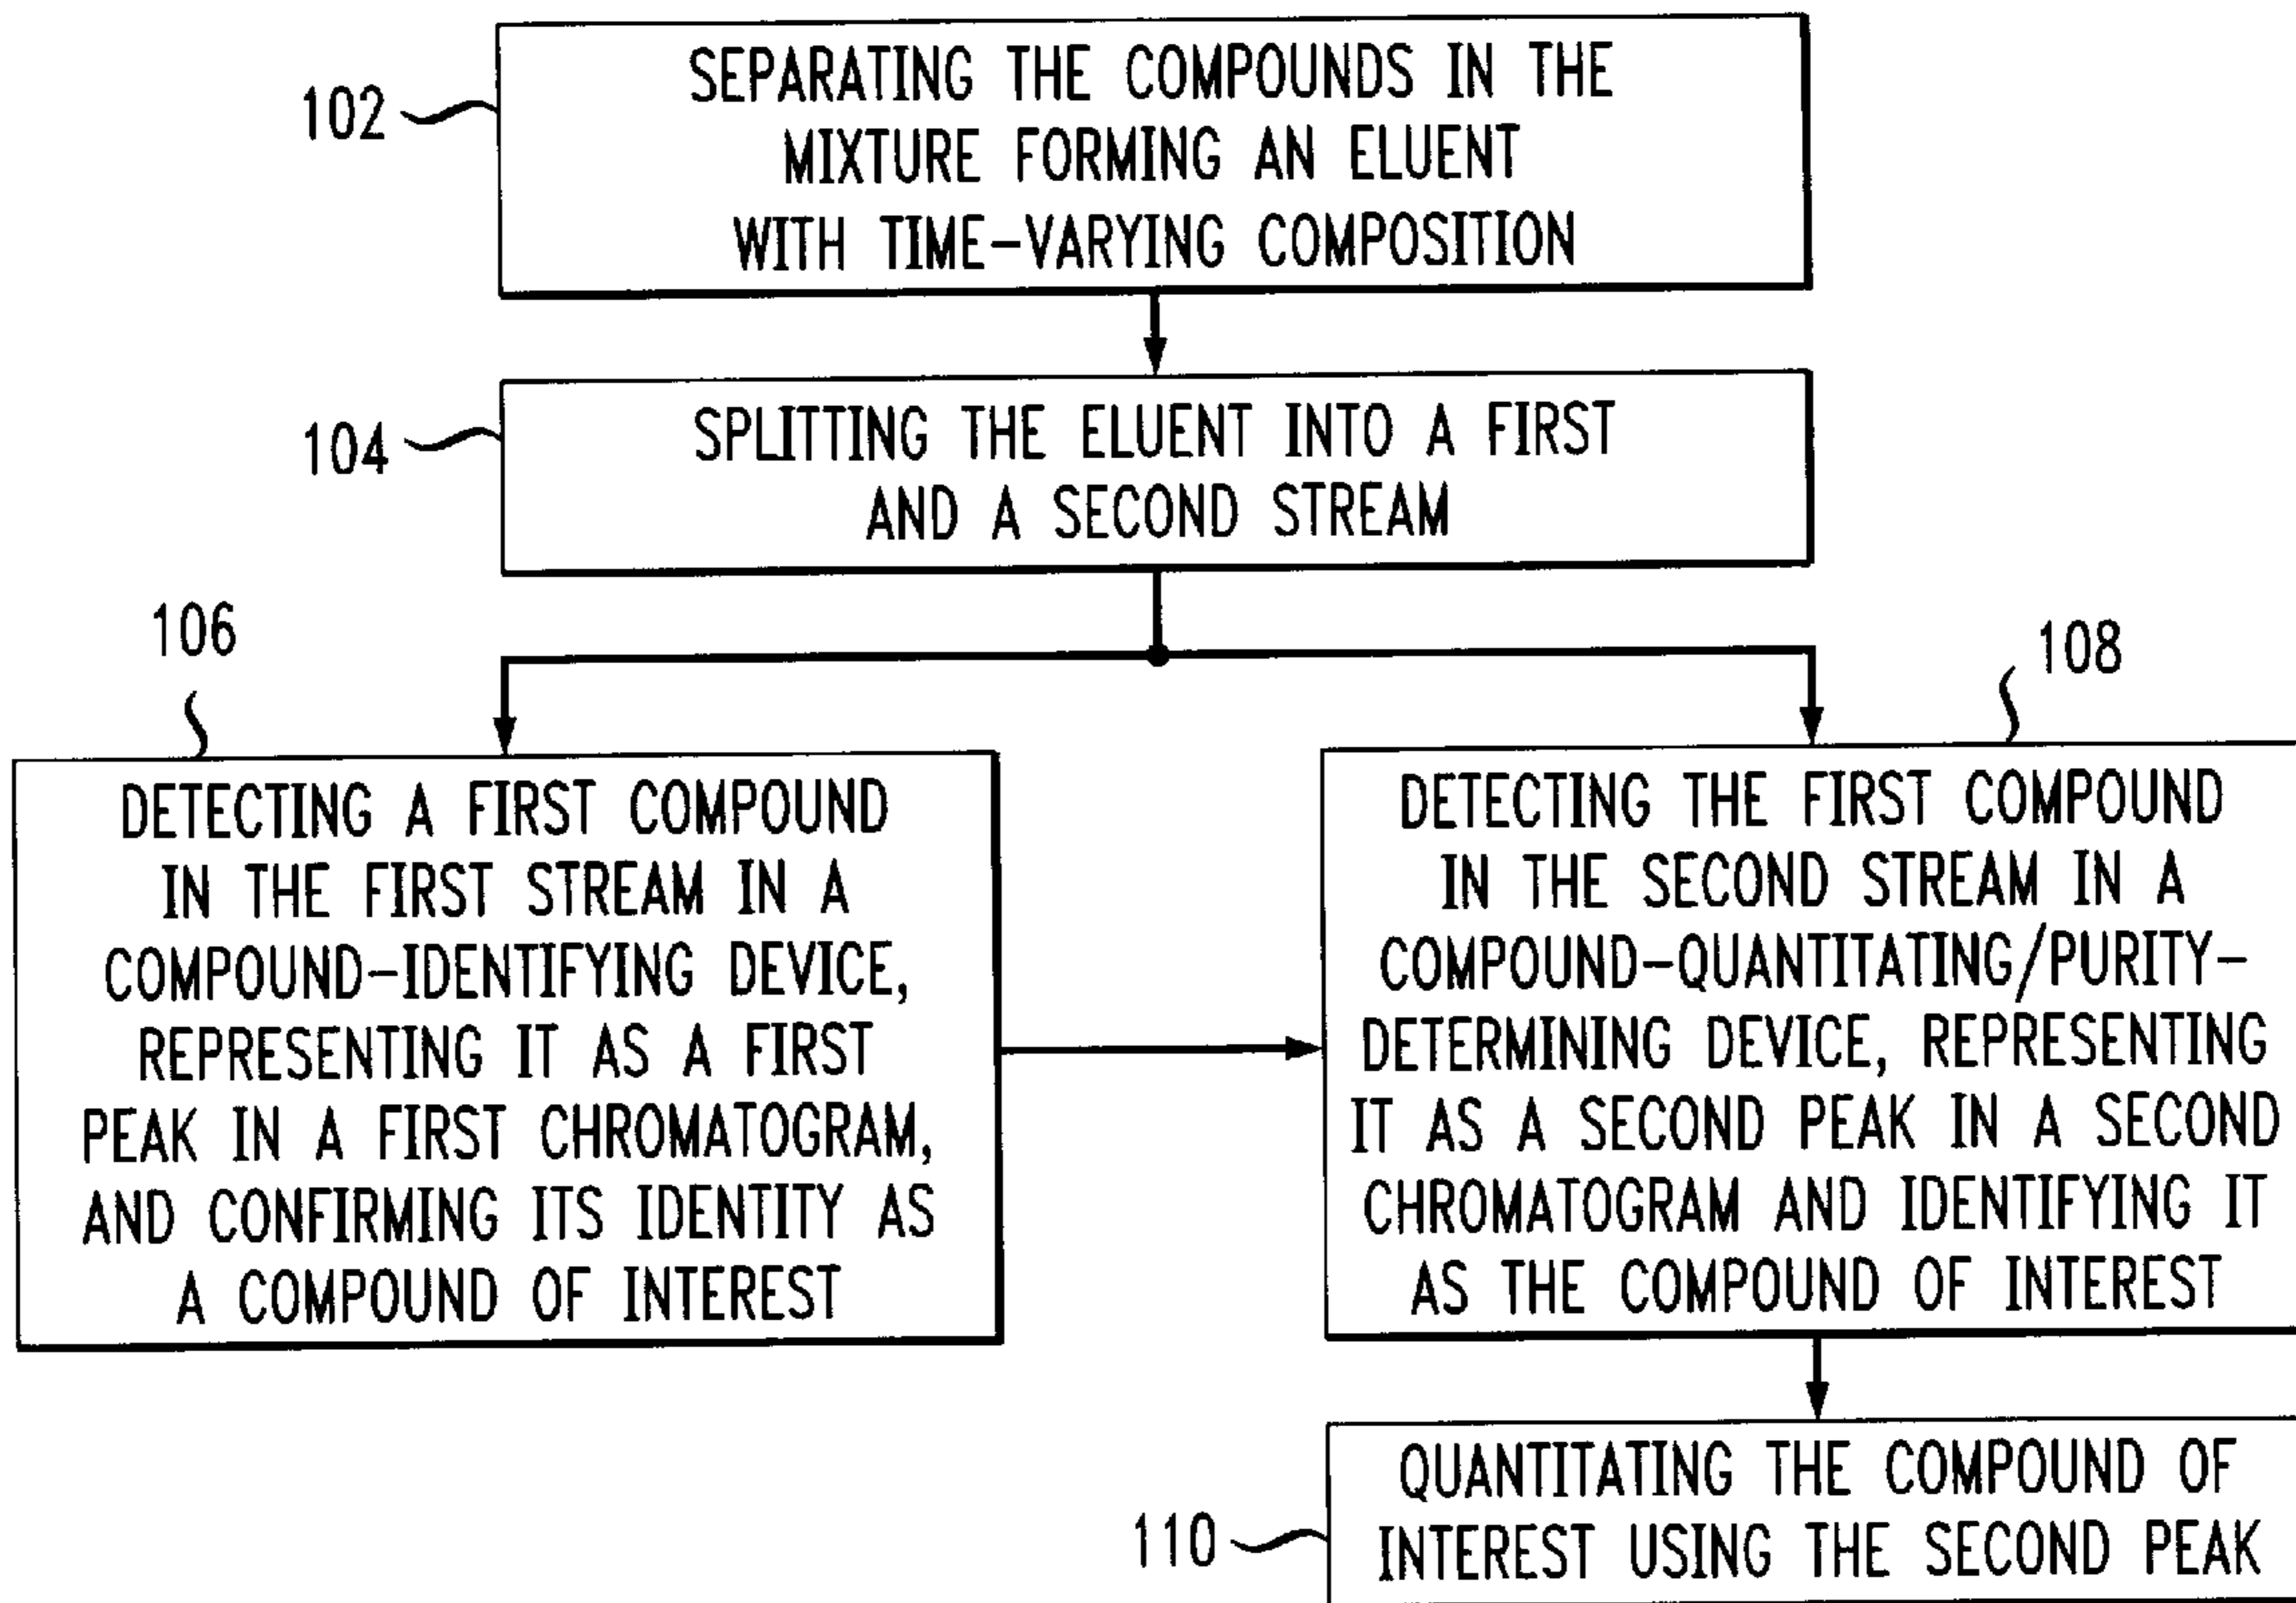 102
SEPARATING THE COMPOUNDS IN THE
MIXTURE FORMING AN ELUENT
WITH TIME-VARYING COMPOSITION
104
SPLITTING THE ELUENT INTO A FIRST
AND A SECOND STREAM
106
DETECTING A FIRST COMPOUND
IN THE FIRST STREAM IN A
COMPOUND-IDENTIFYING DEVICE,
REPRESENTING IT AS A FIRST
PEAK IN A FIRST CHROMATOGRAM,
AND CONFIRMING ITS IDENTITY AS
A COMPOUND OF INTEREST
108
DETECTING THE FIRST COMPOUND
IN THE SECOND STREAM IN A
COMPOUND-QUANTITATING/PURITY-
DETERMINING DEVICE, REPRESENTING
IT AS A SECOND PEAK IN A SECOND
CHROMATOGRAM AND IDENTIFYING IT
AS THE COMPOUND OF INTEREST
110
QUANTITATING THE COMPOUND OF
INTEREST USING THE SECOND PEAK